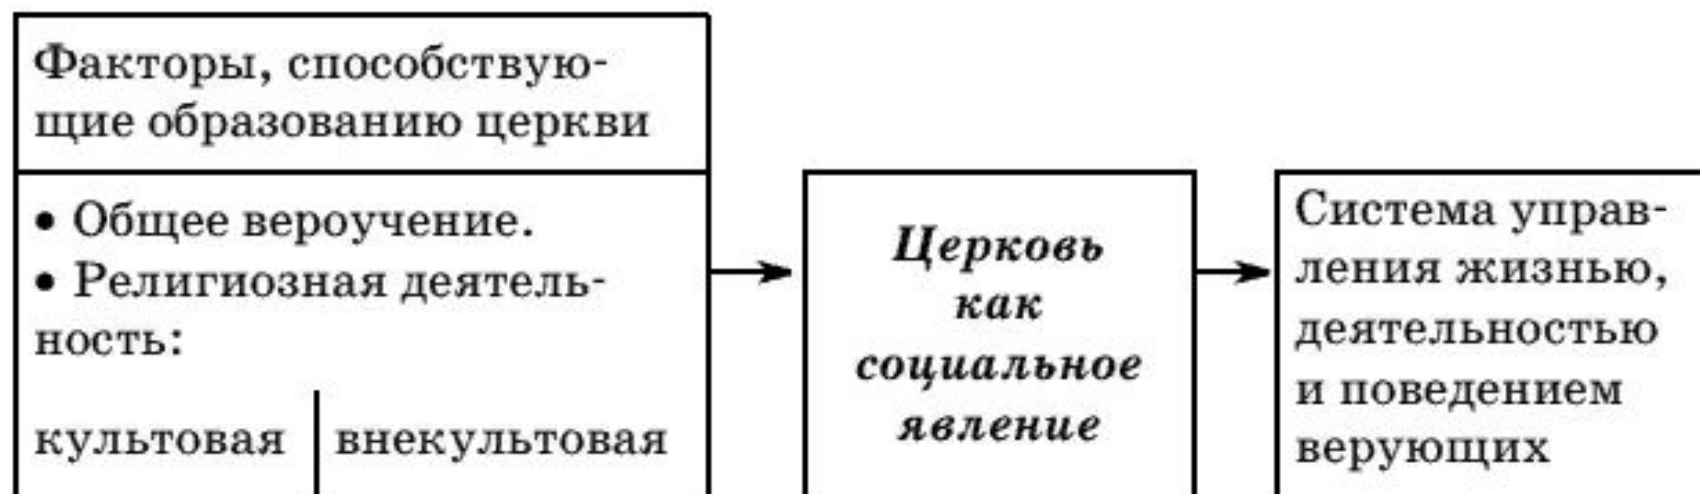 Факторы, способствую-
щие образованию церкви
• Общее вероучение.
• Религиозная деятель-
ность:
культовая
внекультовая
Церковь
как
социальное
явление
Система управ-
ления жизнью,
деятельностью
и поведением
верующих